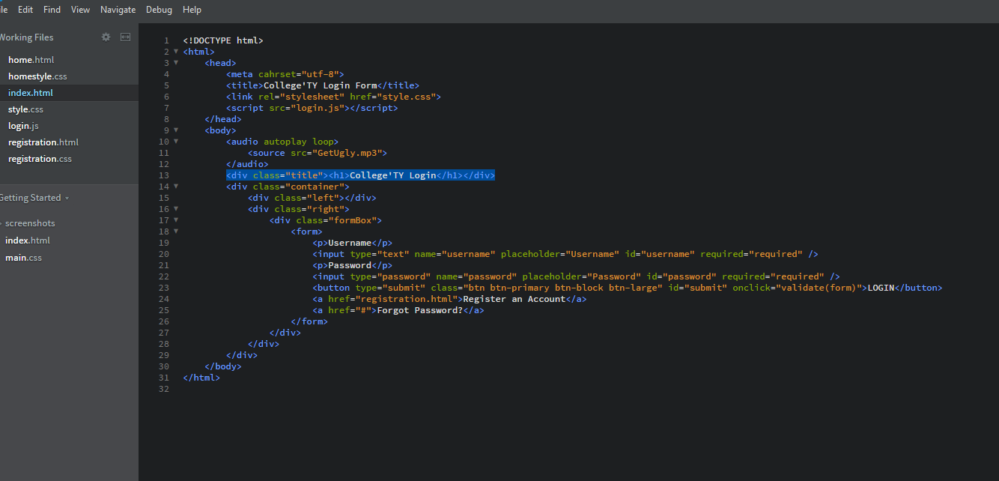 le Edit Find View Navigate Debug Help
Working Files
home.html
homestyle.css
index.html
style.css
login.js
registration.html
registration.css
Getting Started
screenshots
index.html
main.css
1 <!DOCTYPE html>
2 <html>
3 <head>
4 <meta cahrset="utf-8">
5 <title>College'TY Login Form</title>
6 <link rel="stylesheet" href="style.css">
7 <script src="login.js"></script>
8 </head>
9 <body>
10 <audio autoplay loop>
11 <source src="GetUgly.mp3">
12 </audio>
13 <div class="title"><h1>College'TY Login</h1></div>
14 <div class="container">
15 <div class="left"></div>
16 <div class="right">
17 <div class="formBox">
18 <form>
19 <p>Username</p>
20 <input type="text" name="username" placeholder="Username" id="username" required="required" />
21 <p>Password</p>
22 <input type="password" name="password" placeholder="Password" id="password" required="required" />
23 <button type="submit" class="btn btn-primary btn-block btn-large" id="submit" onclick="validate(form)">LOGIN</button>
24 <a href="registration.html">Register an Account</a>
25 <a href="#">Forgot Password?</a>
26 </form>
27 </div>
28 </div>
29 </div>
30 </body>
31 </html>
32